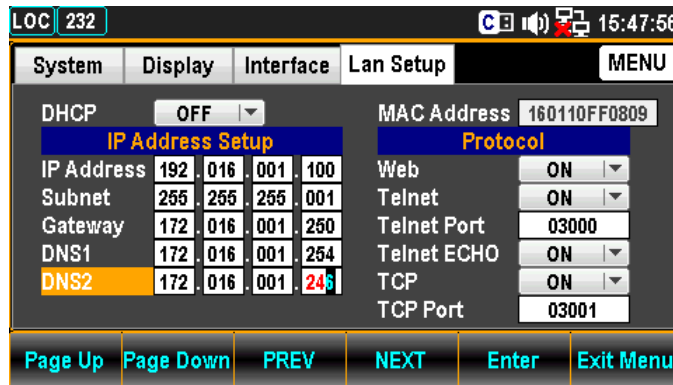 LOC 232 C 15:47:56
System Display Interface Lan Setup MENU
DHCP OFF
IP Address Setup
IP Address 192 . 016 . 001 . 100
Subnet 255 . 255 . 255 . 001
Gateway 172 . 016 . 001 . 250
DNS1 172 . 016 . 001 . 254
DNS2 172 . 016 . 001 . 246
MAC Address 160110FF0809
Protocol
Web ON
Telnet ON
Telnet Port 03000
Telnet ECHO ON
TCP ON
TCP Port 03001
Page Up Page Down PREV NEXT Enter Exit Menu